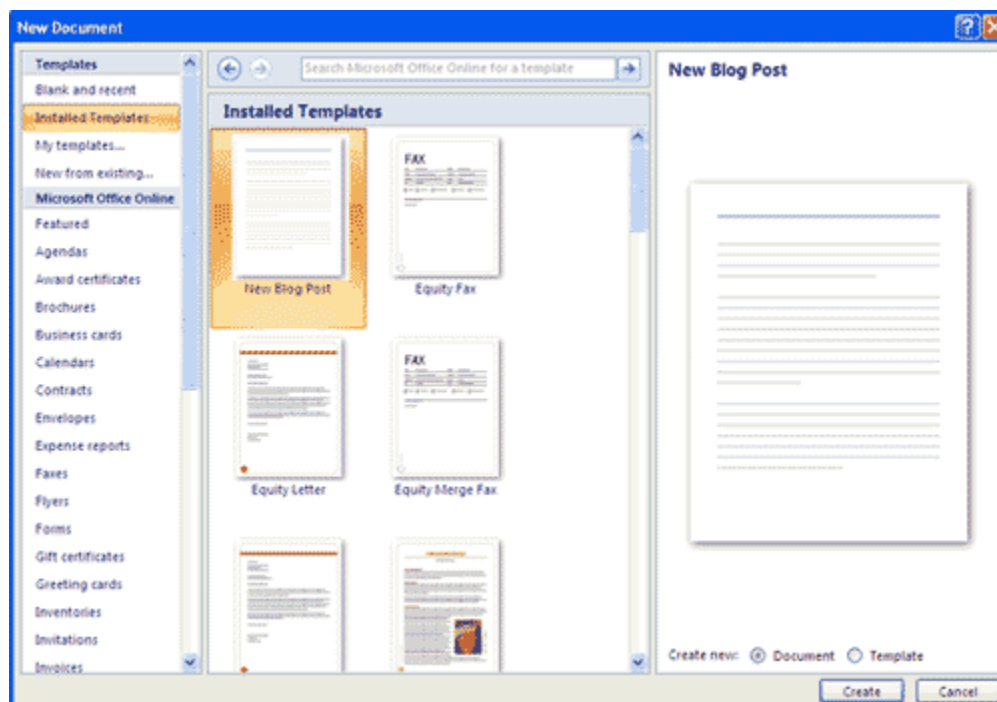 New Document
Templates
Blank and recent
Installed Templates
My templates...
New from existing...
Microsoft Office Online
Featured
Agendas
Award certificates
Brochures
Business cards
Calendars
Contracts
Envelopes
Expense reports
Faxes
Flyers
Forms
Gift certificates
Greeting cards
Inventories
Invitations
Invoices
Search Microsoft Office Online for a template
Installed Templates
New Blog Post
FAX
Equity Fax
Equity Letter
FAX
Equity Merge Fax
New Blog Post
Create new: Document Template
Create Cancel